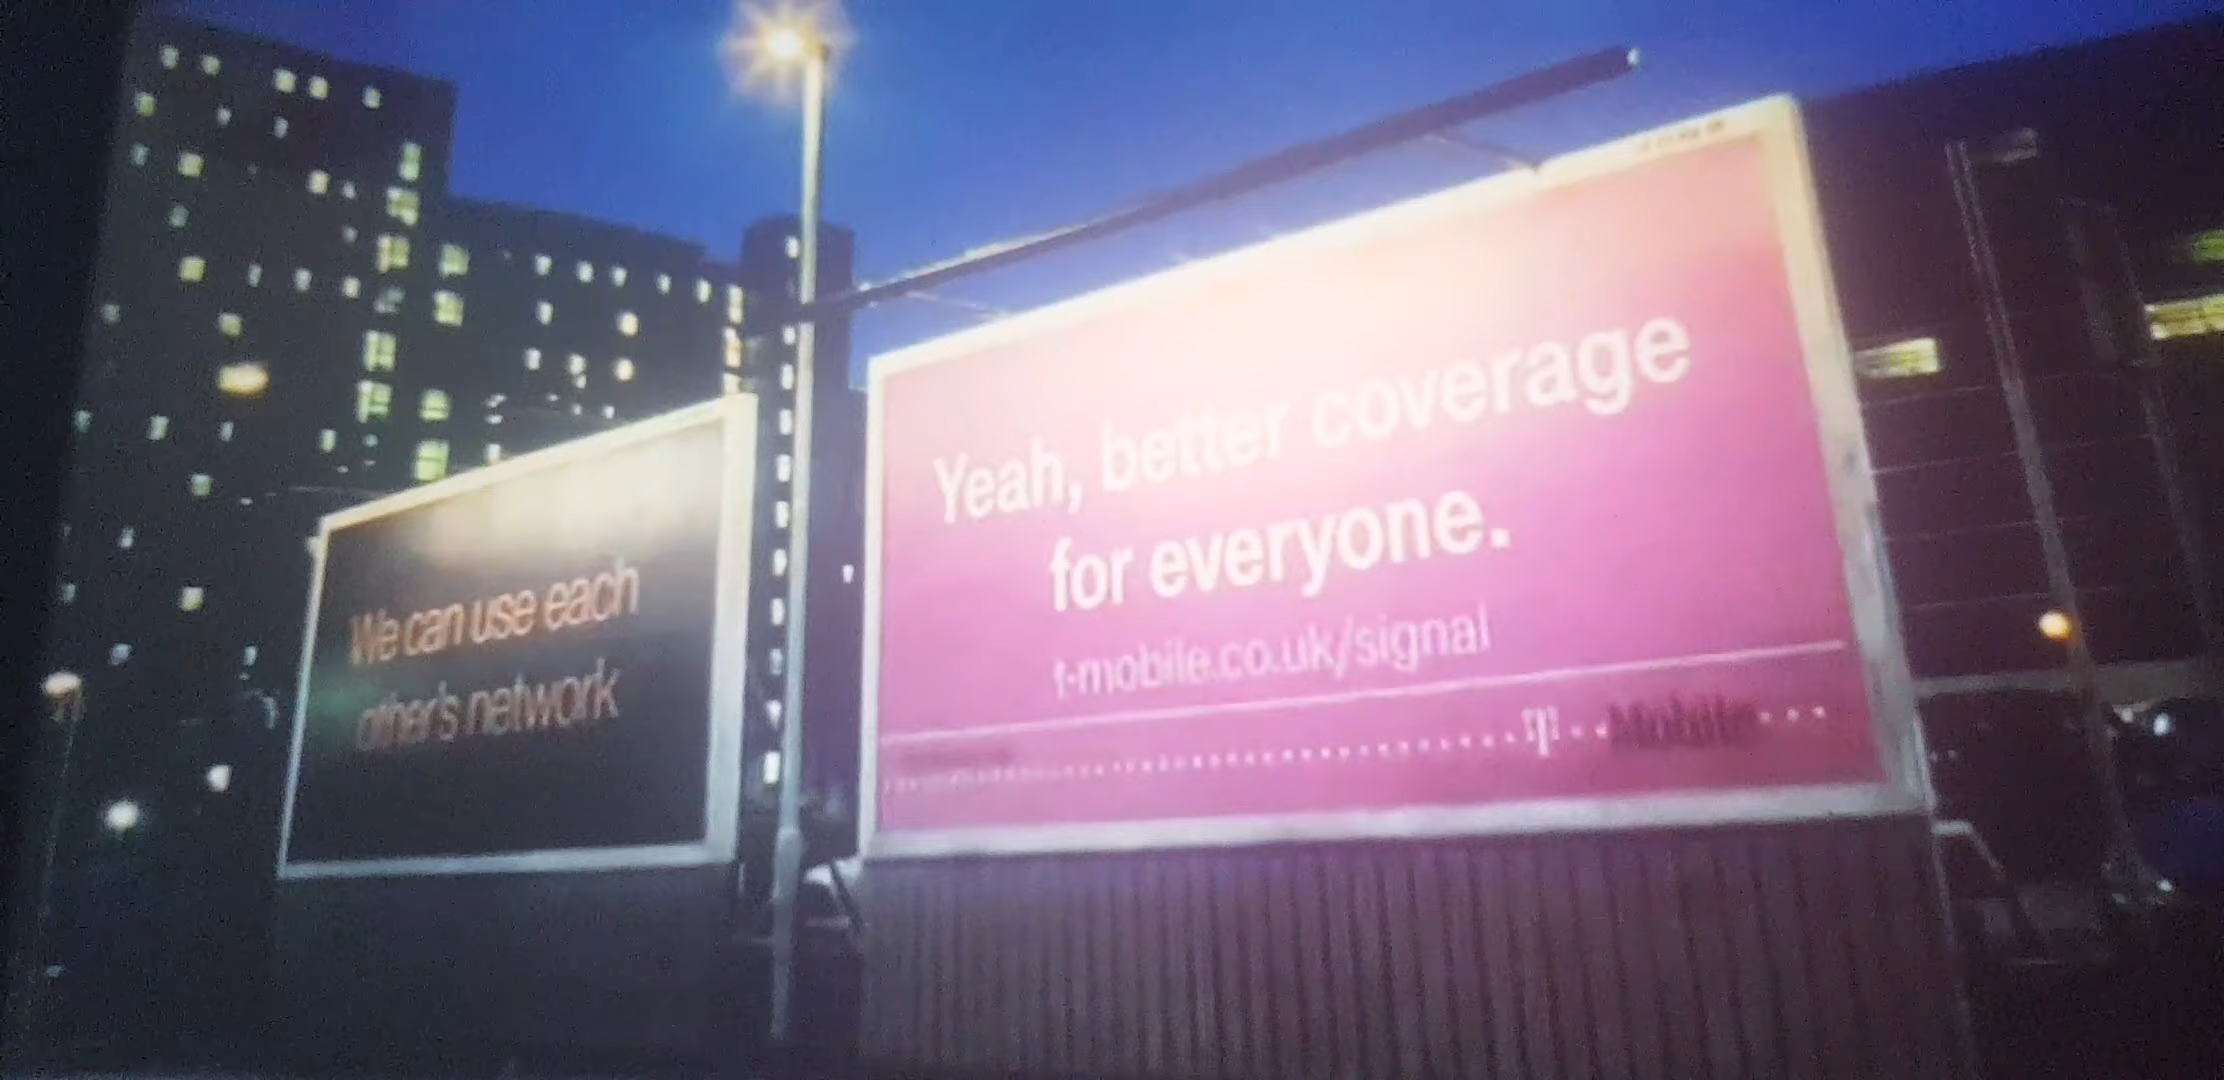 We can use each
other's network
Yeah, better coverage
for everyone.
t-mobile.co.uk/signal
T Mobile